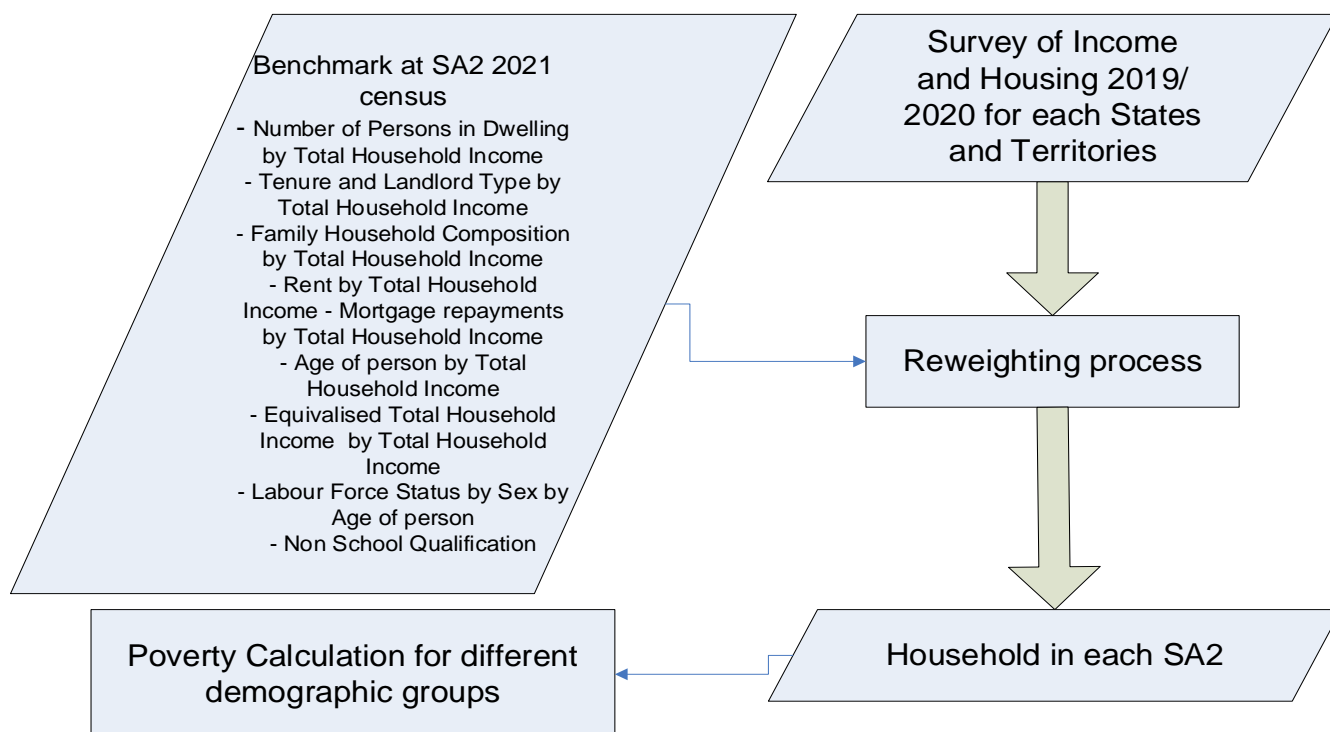 Benchmark at SA2 2021
census
- Number of Persons in Dwelling
by Total Household Income
- Tenure and Landlord Type by
Total Household Income
- Family Household Composition
by Total Household Income
- Rent by Total Household
Income - Mortgage repayments
by Total Household Income
- Age of person by Total
Household Income
- Equivalised Total Household
Income by Total Household
Income
- Labour Force Status by Sex by
Age of person
- Non School Qualification
Survey of Income
and Housing 2019/
2020 for each States
and Territories
Reweighting process
Household in each SA2
Poverty Calculation for different
demographic groups